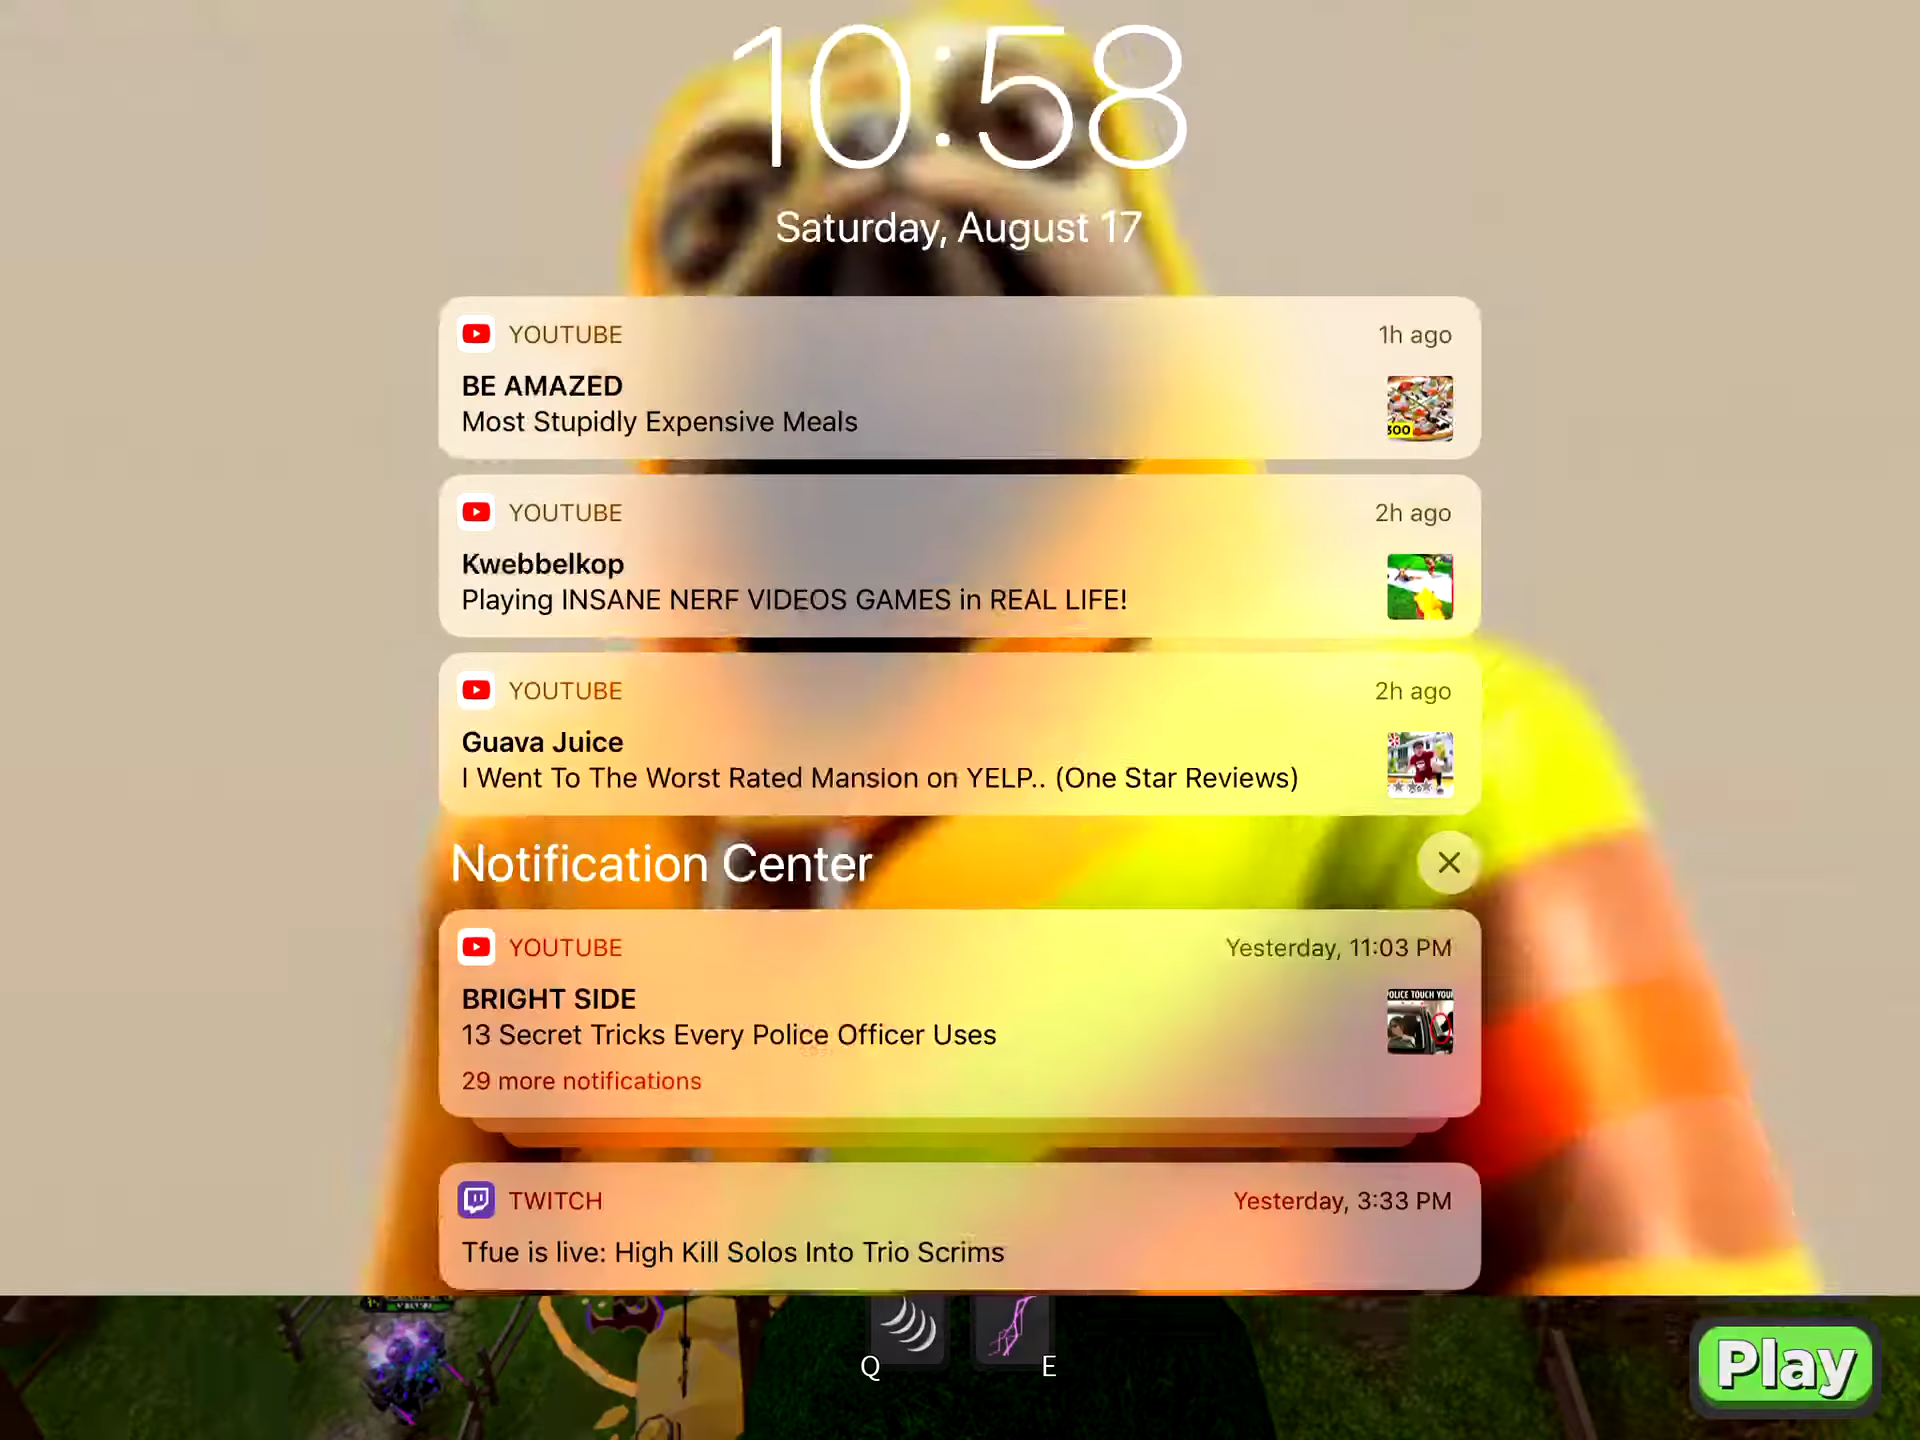 10:58
Saturday, August 17
YOUTUBE
1h ago
BE AMAZED
Most Stupidly Expensive Meals
300
YOUTUBE
2h ago
Kwebbelkop
Playing INSANE NERF VIDEOS GAMES in REAL LIFE!
YOUTUBE
2h ago
Guava Juice
I Went To The Worst Rated Mansion on YELP.. (One Star Reviews)
Notification Center
YOUTUBE
Yesterday, 11:03 PM
BRIGHT SIDE
POLICE TOUCH YOUR
13 Secret Tricks Every Police Officer Uses
29 more notifications
TWITCH
Yesterday, 3:33 PM
Tfue is live: High Kill Solos Into Trio Scrims
Q
E
Play